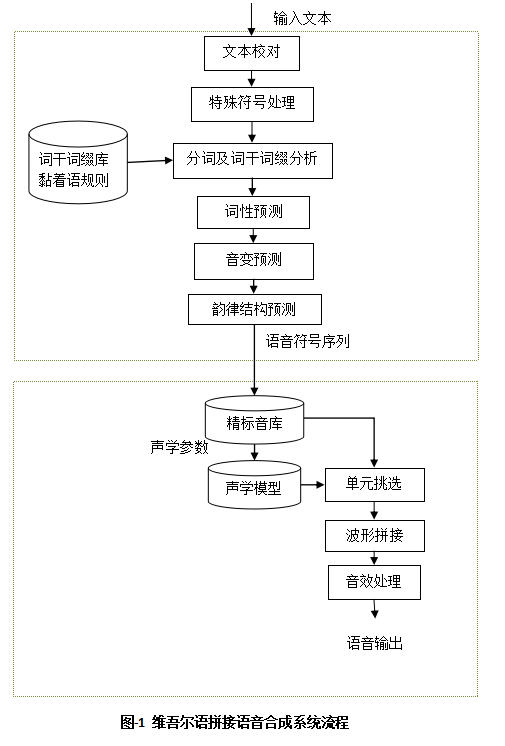 输入文本
文本校对
特殊符号处理
词干词缀库
黏着语规则
分词及词干词缀分析
词性预测
音变预测
韵律结构预测
语音符号序列
精标音库
声学参数
声学模型
单元挑选
波形拼接
音效处理
语音输出
图-1 维吾尔语拼接语音合成系统流程